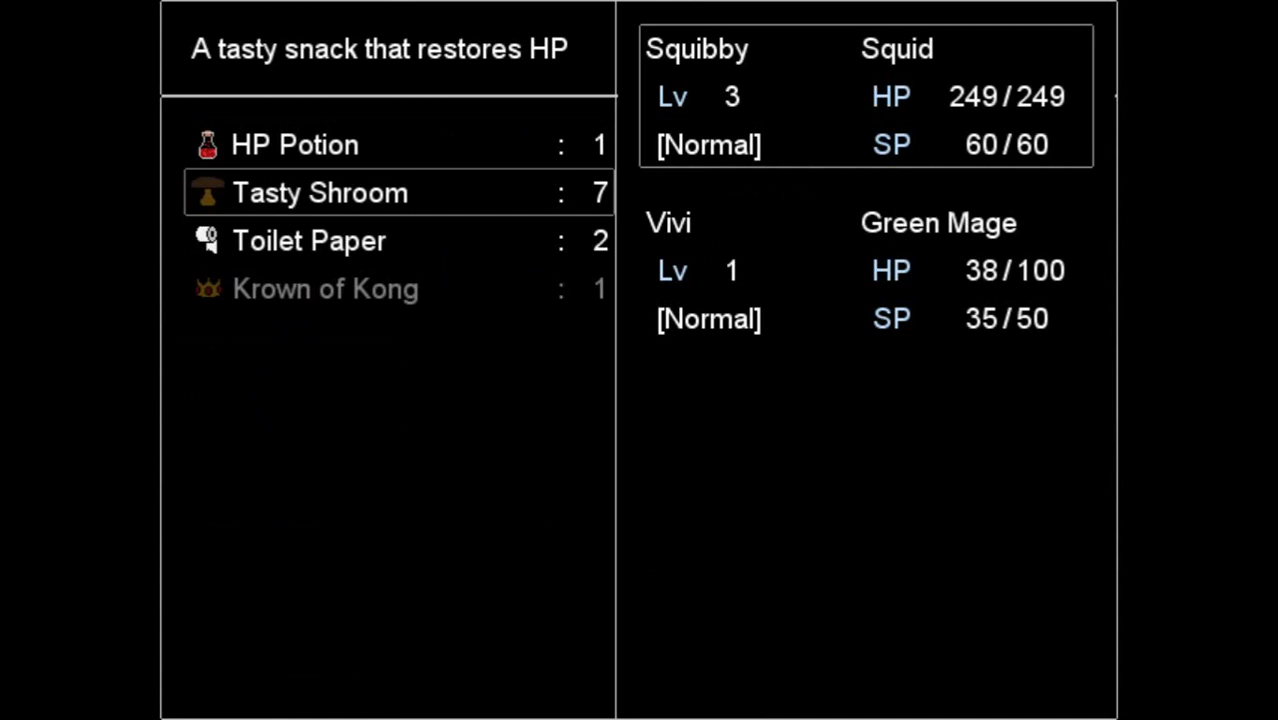 A tasty snack that restores HP
HP Potion : 1
Tasty Shroom : 7
Toilet Paper : 2
Krown of Kong : 1
Squibby Squid
Lv 3 HP 249/249
[Normal] SP 60/60
Vivi Green Mage
Lv 1 HP 38/100
[Normal] SP 35/50